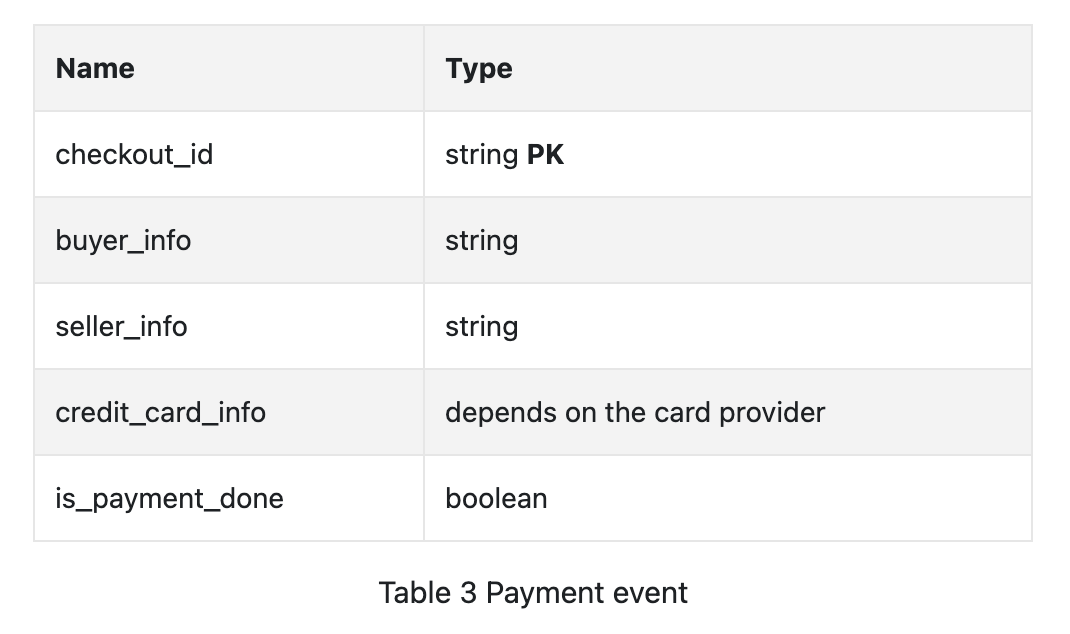 Name Type
checkout_id string PK
buyer_info string
seller_info string
credit_card_info depends on the card provider
is_payment_done boolean
Table 3 Payment event